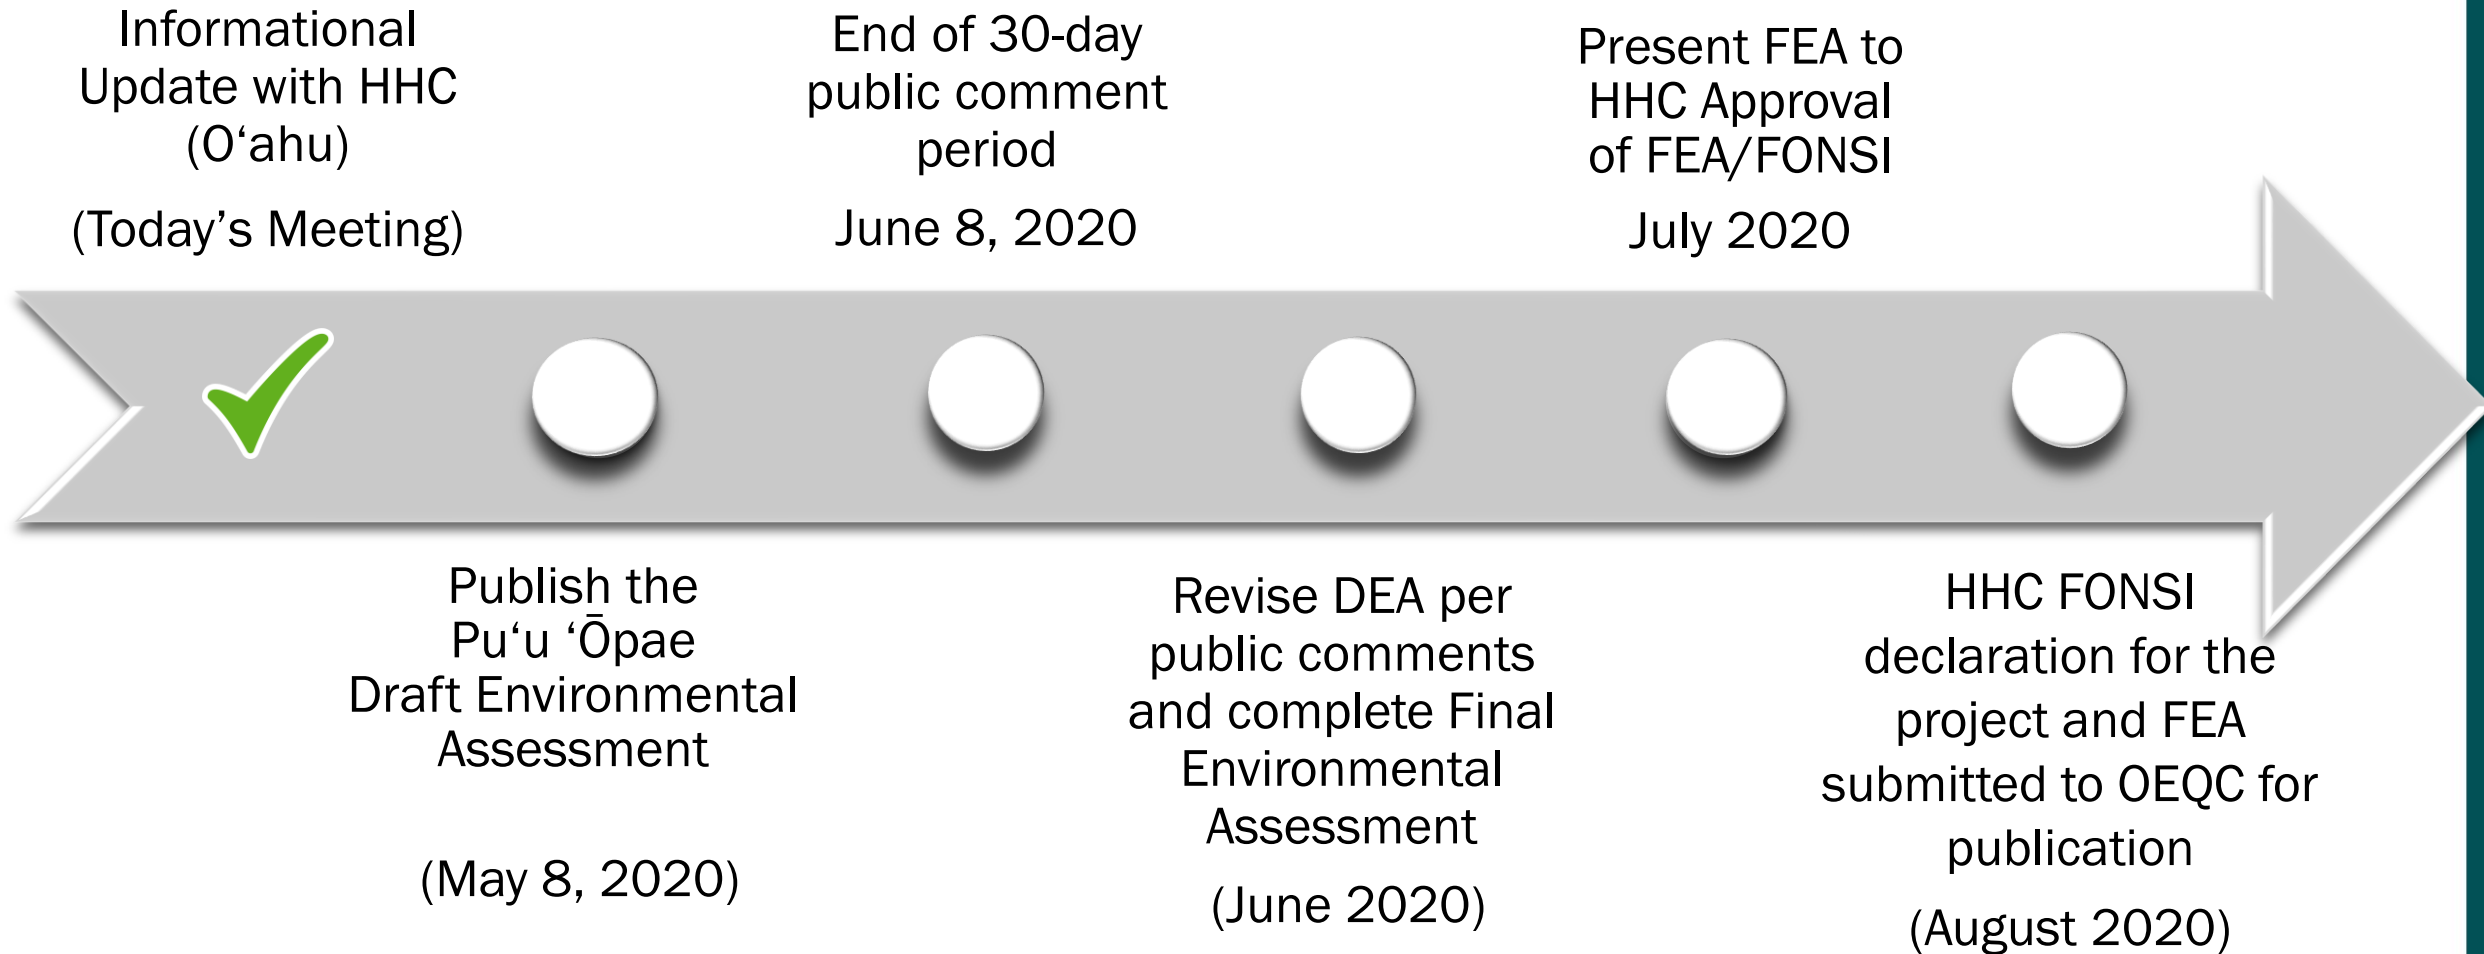 Informational
Update with HHC
(Oʻahu)
(Today’s Meeting)
Publish the
Puʻu ʻŌpae
Draft Environmental
Assessment
(May 8, 2020)
End of 30-day
public comment
period
June 8, 2020
Revise DEA per
public comments
and complete Final
Environmental
Assessment
(June 2020)
Present FEA to
HHC Approval
of FEA/FONSI
July 2020
HHC FONSI
declaration for the
project and FEA
submitted to OEQC for
publication
(August 2020)